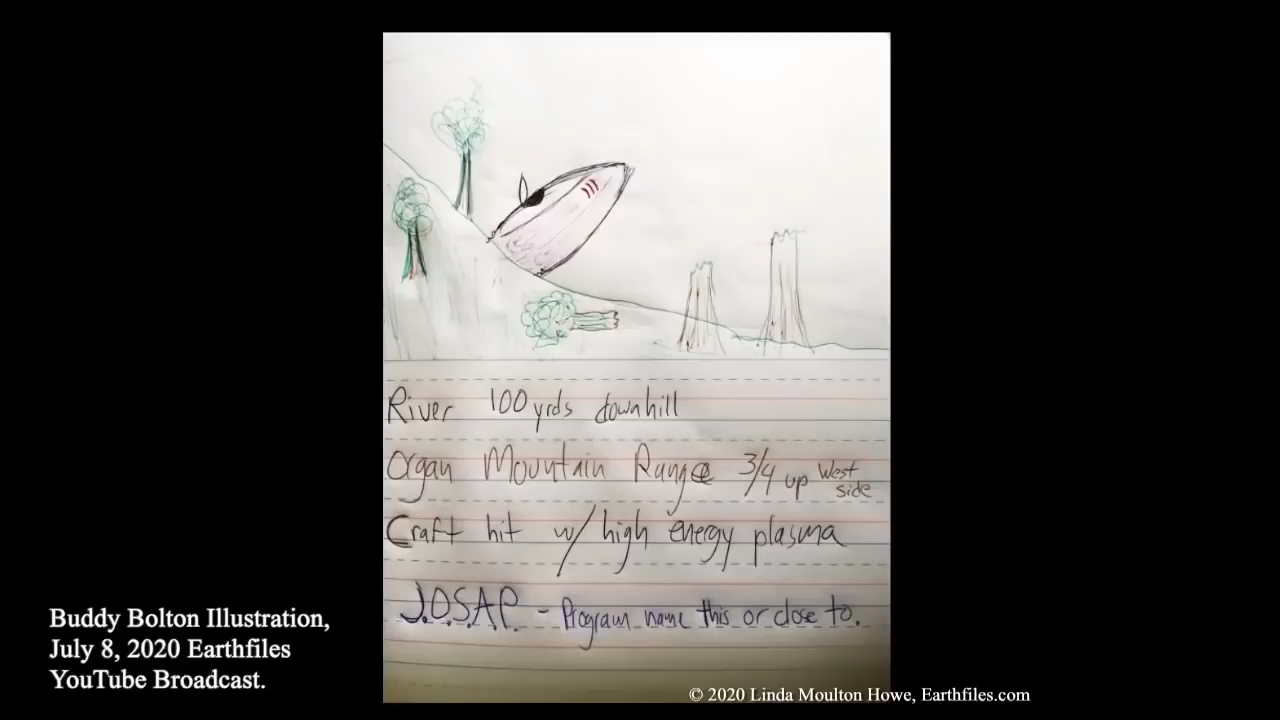 River 100 yrds downhill
Organ Mountain Range 3/4 up West side
Craft hit w/ high energy plasma
J.O.S.A.P. - Program name this or close to.
Buddy Bolton Illustration,
July 8, 2020 Earthfiles
YouTube Broadcast.
© 2020 Linda Moulton Howe, Earthfiles.com